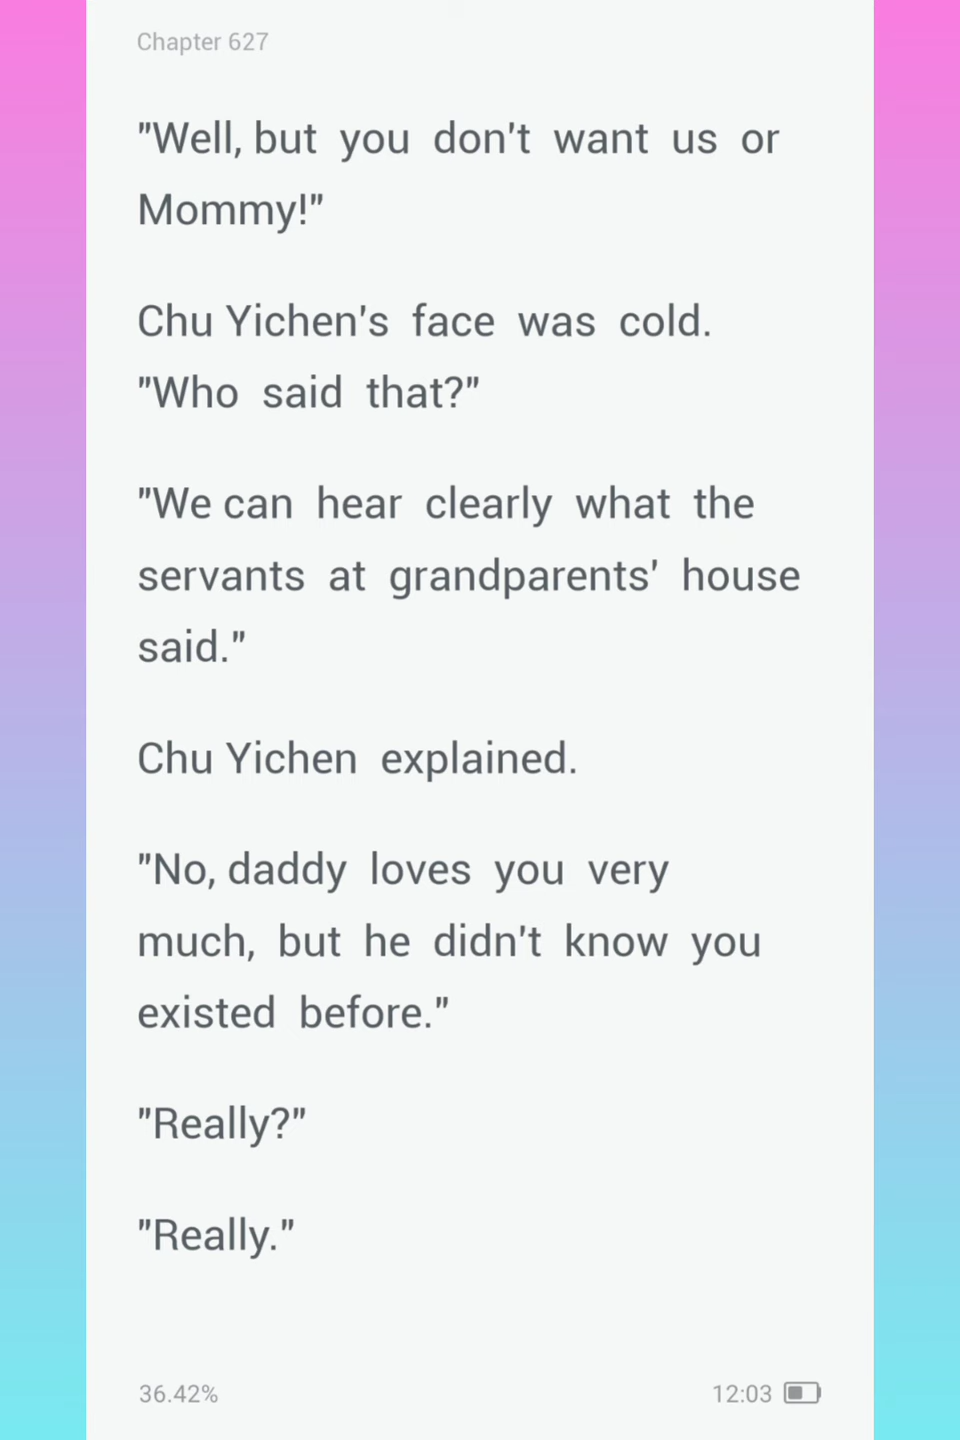 Chapter 627
"Well, but you don't want us or
Mommy!"
Chu Yichen's face was cold.
"Who said that?"
"We can hear clearly what the
servants at grandparents' house
said."
Chu Yichen explained.
"No, daddy loves you very
much, but he didn't know you
existed before."
"Really?"
"Really."
36.42%
12:03